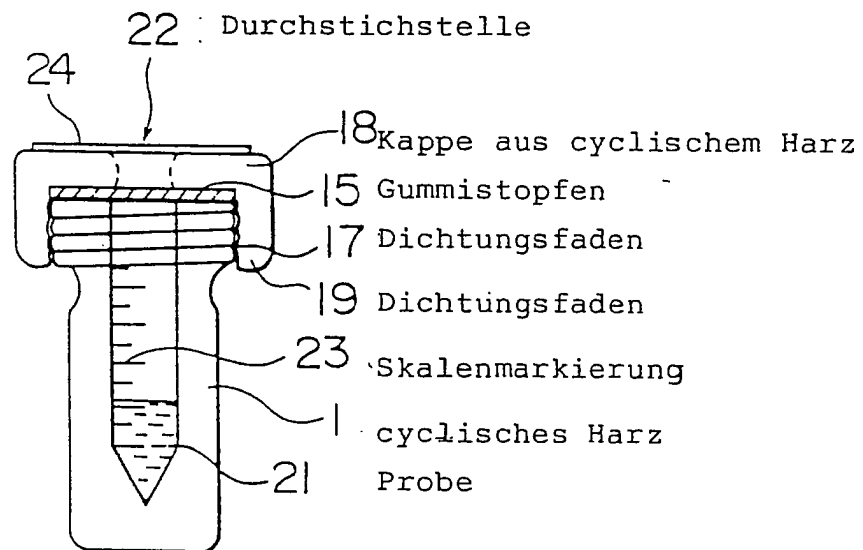 22 : Durchstichstelle
24
18 Kappe aus cyclischem Harz
15 Gummistopfen
17 Dichtungsfaden
19 Dichtungsfaden
23 Skalenmarkierung
1 cyclisches Harz
21 Probe